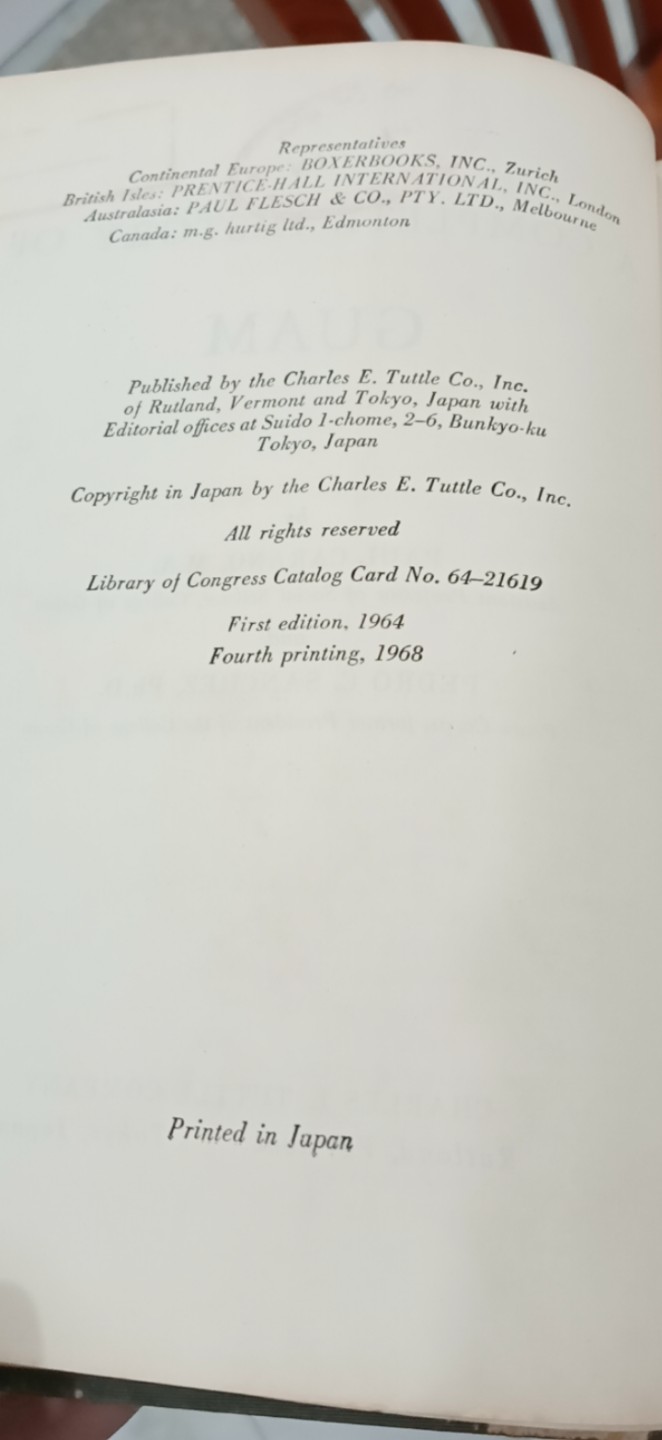 Representatives
Continental Europe: BOXERBOOKS, INC., Zurich
British Isles: PRENTICE-HALL INTERNATIONAL, INC., London
Australasia: PAUL FLESCH & CO., PTY. LTD., Melbourne
Canada: m.g. hurtig ltd., Edmonton
GUAM
Published by the Charles E. Tuttle Co., Inc.
of Rutland, Vermont and Tokyo, Japan with
Editorial offices at Suido 1-chome, 2–6, Bunkyo-ku
Tokyo, Japan
Copyright in Japan by the Charles E. Tuttle Co., Inc.
All rights reserved
Library of Congress Catalog Card No. 64–21619
First edition, 1964
Fourth printing, 1968
Printed in Japan